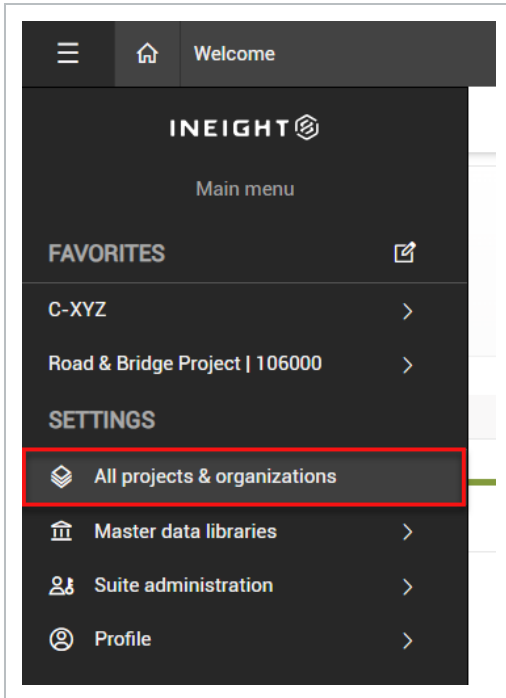 Welcome
INEIGHT
Main menu
FAVORITES
C-XYZ
Road & Bridge Project | 106000
SETTINGS
All projects & organizations
Master data libraries
Suite administration
Profile